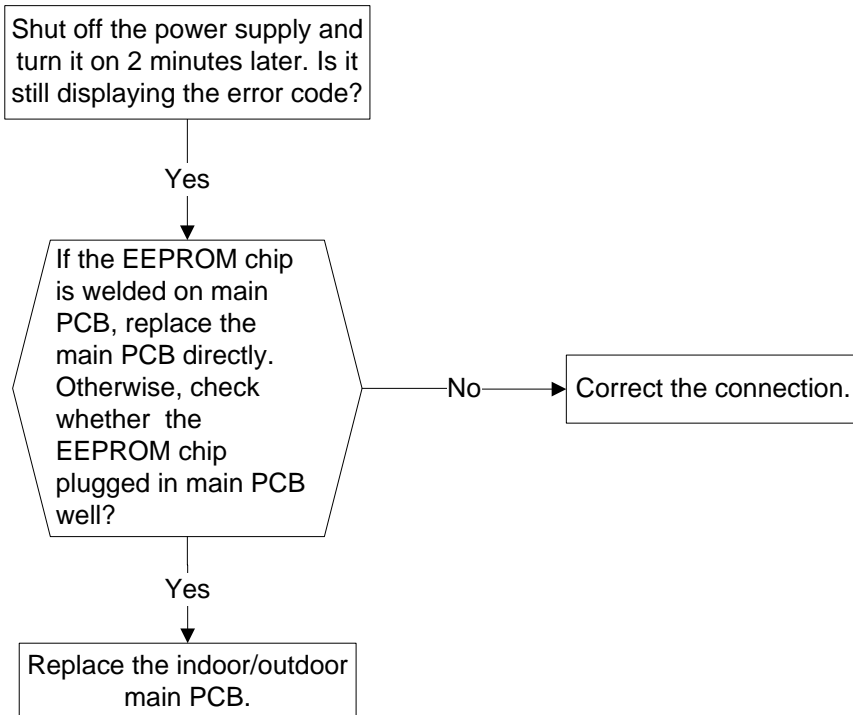 Shut off the power supply and
turn it on 2 minutes later. Is it
still displaying the error code?
Yes
If the EEPROM chip
is welded on main
PCB, replace the
main PCB directly.
Otherwise, check
whether  the
EEPROM chip
plugged in main PCB
well?
No
Correct the connection.
Yes
Replace the indoor/outdoor
main PCB.